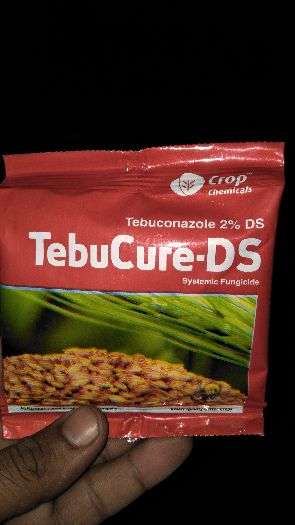 Crop
Chemicals
Tebuconazole 2% DS
TebuCure-DS
Systemic Fungicide